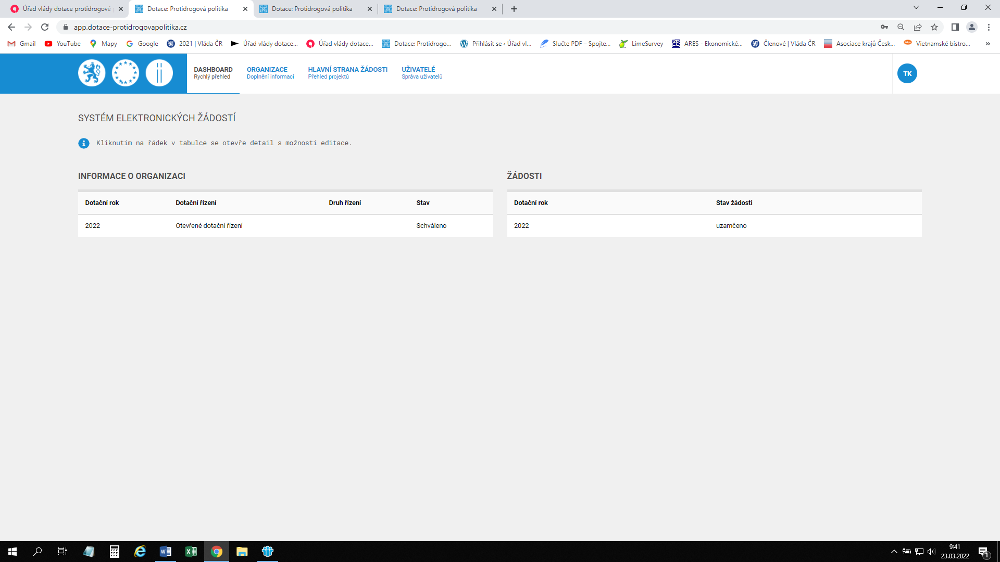 Úřad vlády dotace protidrogové
Dotace: Protidrogová politika
Dotace: Protidrogová politika
Dotace: Protidrogová politika
app.dotace-protidrogovapolitika.cz
Gmail
YouTube
Mapy
Google
2021 | Vláda ČR
Úřad vlády dotace...
Úřad vlády dotace...
Dotace: Protidrogo...
Přihlásit se ‹ Úřad vl...
Slučte PDF – Spojte...
LimeSurvey
ARES - Ekonomické...
Členové | Vláda ČR
Asociace krajů Česk...
Vietnamské bistro...
»
DASHBOARD
Rychlý přehled
ORGANIZACE
Doplnění informací
HLAVNÍ STRANA ŽÁDOSTI
Přehled projektů
UŽIVATELÉ
Správa uživatelů
TK
SYSTÉM ELEKTRONICKÝCH ŽÁDOSTÍ
Kliknutím na řádek v tabulce se otevře detail s možností editace.
INFORMACE O ORGANIZACI
Dotační rok Dotační řízení Druh řízení Stav
2022 Otevřené dotační řízení Schváleno
ŽÁDOSTI
Dotační rok Stav žádosti
2022 uzamčeno
9:41
23.03.2022
1